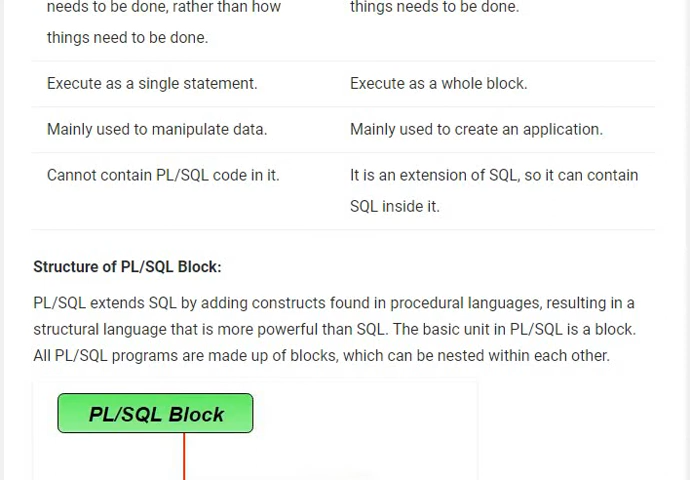 needs to be done, rather than how
things needs to be done.
things need to be done.
Execute as a single statement.
Execute as a whole block.
Mainly used to manipulate data.
Mainly used to create an application.
Cannot contain PL/SQL code in it.
It is an extension of SQL, so it can contain
SQL inside it.
Structure of PL/SQL Block:
PL/SQL extends SQL by adding constructs found in procedural languages, resulting in a
structural language that is more powerful than SQL. The basic unit in PL/SQL is a block.
All PL/SQL programs are made up of blocks, which can be nested within each other.
PL/SQL Block